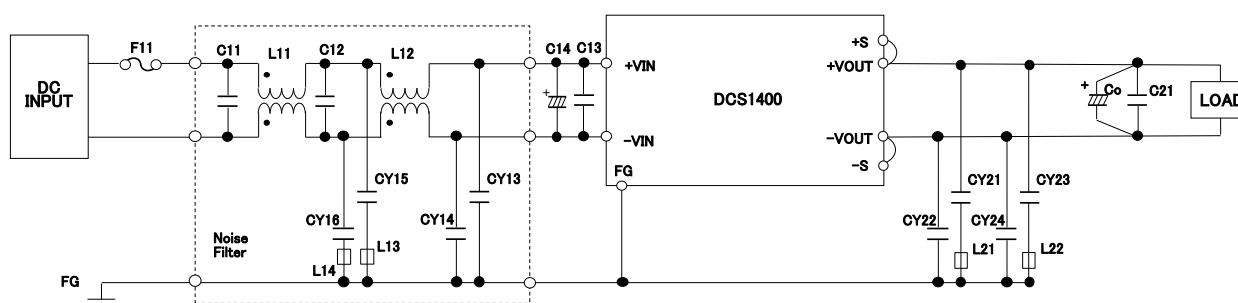 F11
C11
L11
C12
L12
C14
C13
+S
+VIN
+VOUT
DC
INPUT
DCS1400
+
+
Co
C21
LOAD
-VIN
-VOUT
-S
FG
CY15
CY13
CY21
CY23
CY16
CY14
CY22
CY24
Noise
Filter
L13
L14
L21
L22
FG